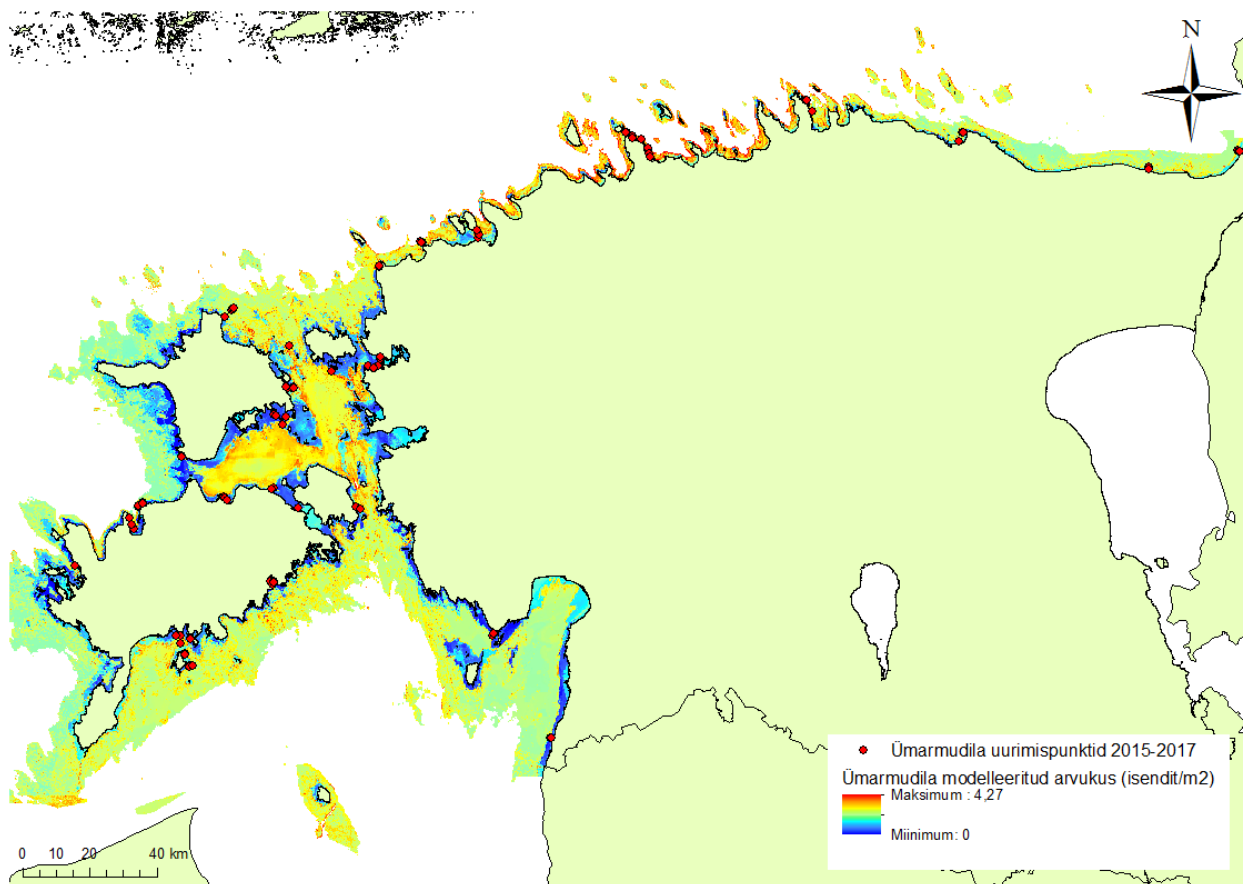 N
Ümarmudila uurimispunktid 2015-2017
Ümarmudila modelleeritud arvukus (isendit/m2)
Maksimum : 4,27
Miinimum: 0
0 10 20 40 km